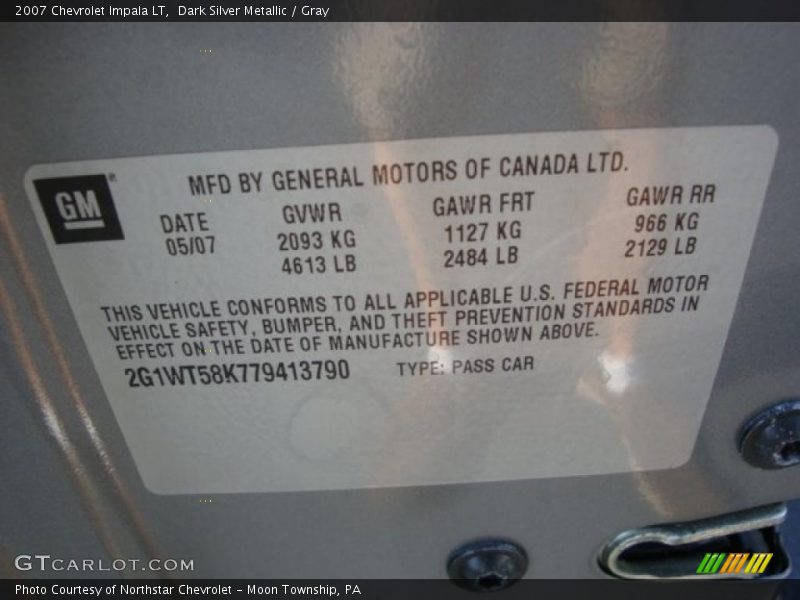 2007 Chevrolet Impala LT, Dark Silver Metallic / Gray
GM®
MFD BY GENERAL MOTORS OF CANADA LTD.
DATE GVWR GAWR FRT GAWR RR
05/07 2093 KG 1127 KG 966 KG
4613 LB 2484 LB 2129 LB
THIS VEHICLE CONFORMS TO ALL APPLICABLE U.S. FEDERAL MOTOR
VEHICLE SAFETY, BUMPER, AND THEFT PREVENTION STANDARDS IN
EFFECT ON THE DATE OF MANUFACTURE SHOWN ABOVE.
2G1WT58K779413790 TYPE: PASS CAR
GTCARLOT.COM
Photo Courtesy of Northstar Chevrolet - Moon Township, PA